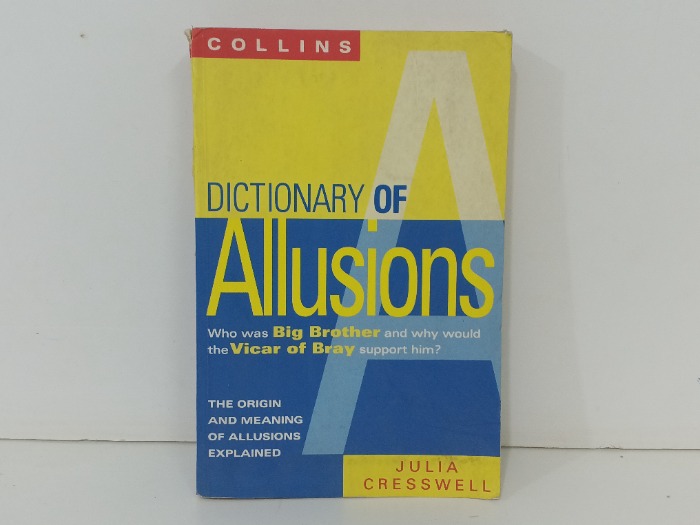 COLLINS
DICTIONARY OF
Allusions
Who was Big Brother and why would
the Vicar of Bray support him?
THE ORIGIN
AND MEANING
OF ALLUSIONS
EXPLAINED
JULIA
CRESSWELL